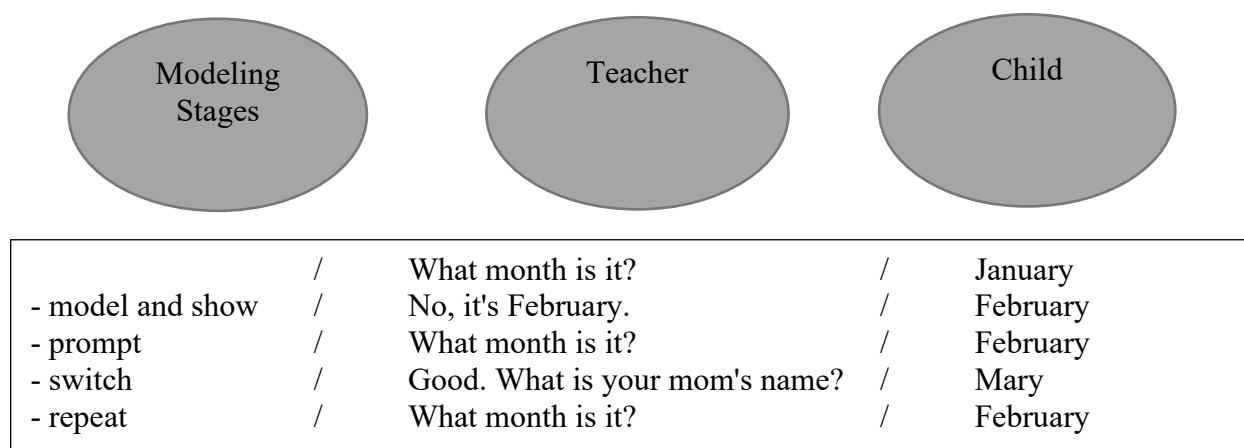 Modeling
Stages
Teacher
Child
/ What month is it? / January
- model and show / No, it's February. / February
- prompt / What month is it? / February
- switch / Good. What is your mom's name? / Mary
- repeat / What month is it? / February